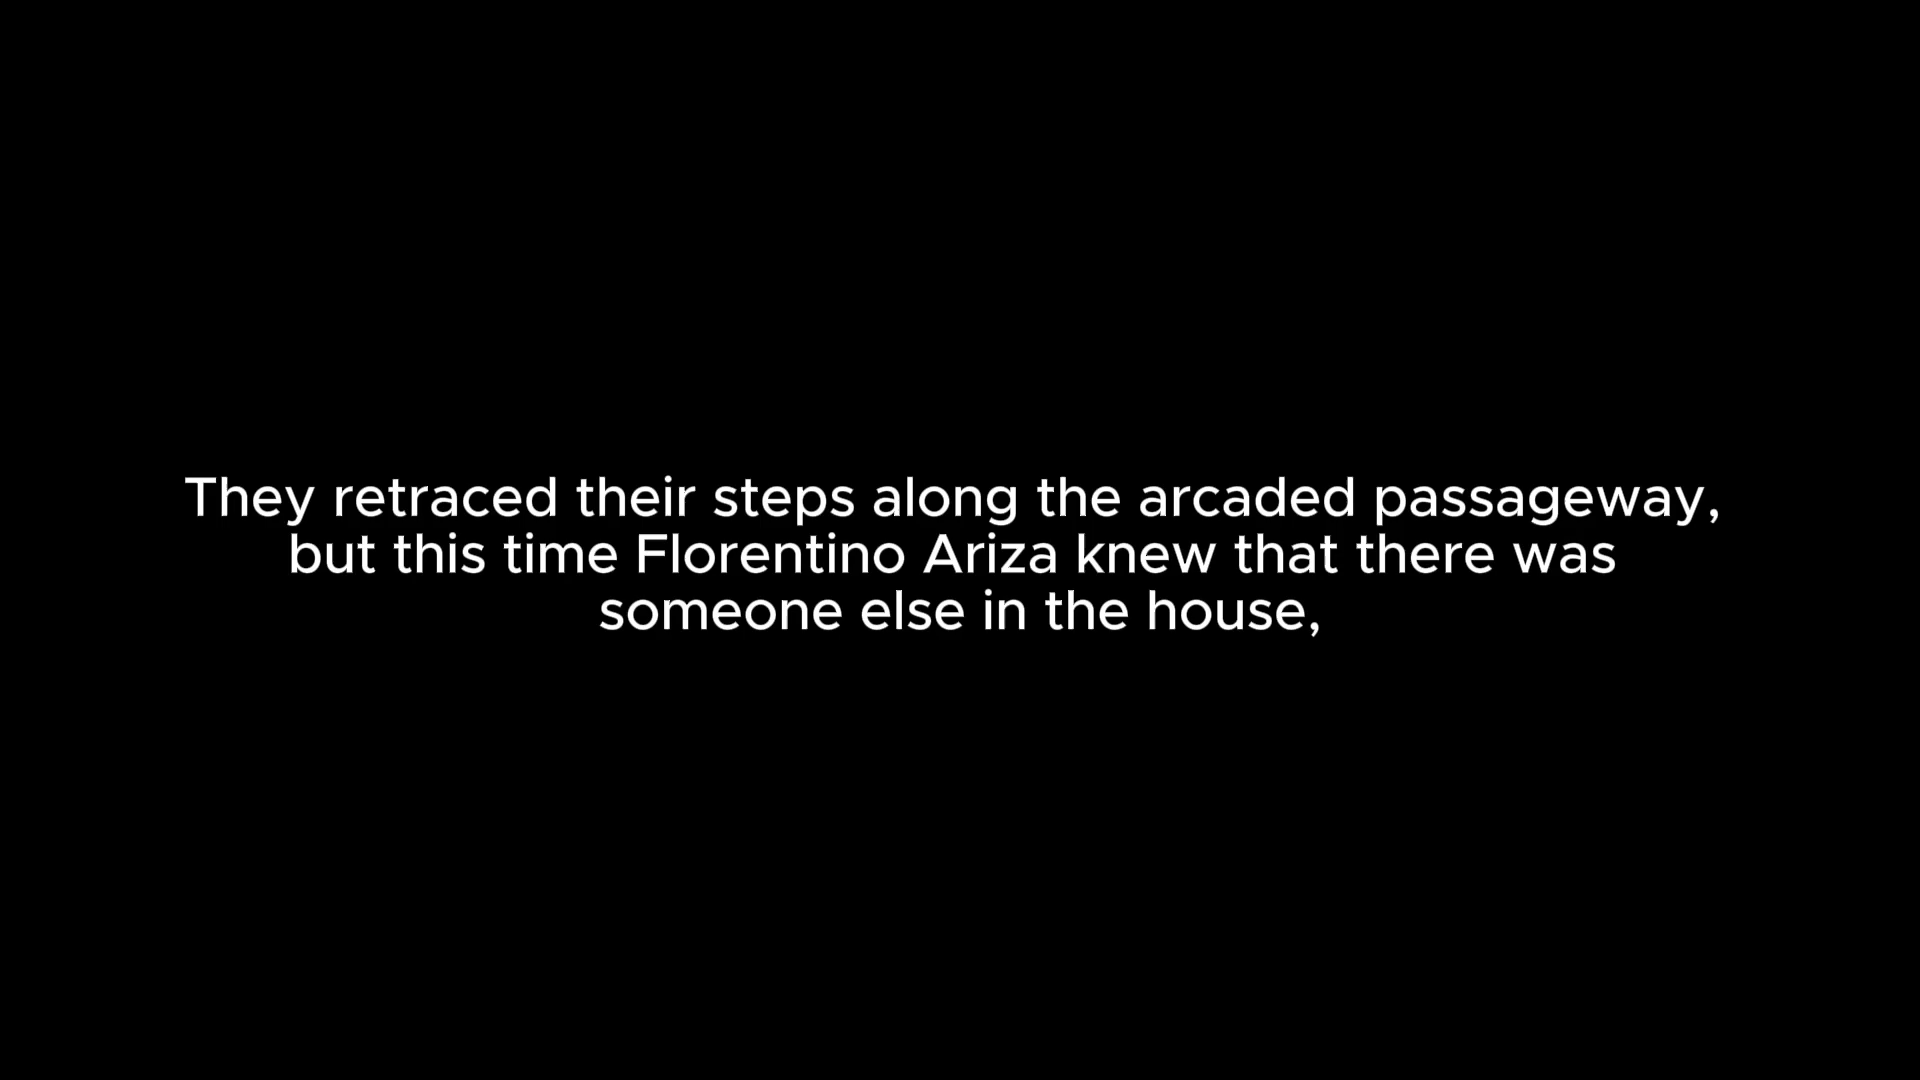 They retraced their steps along the arcaded passageway,
but this time Florentino Ariza knew that there was
someone else in the house,